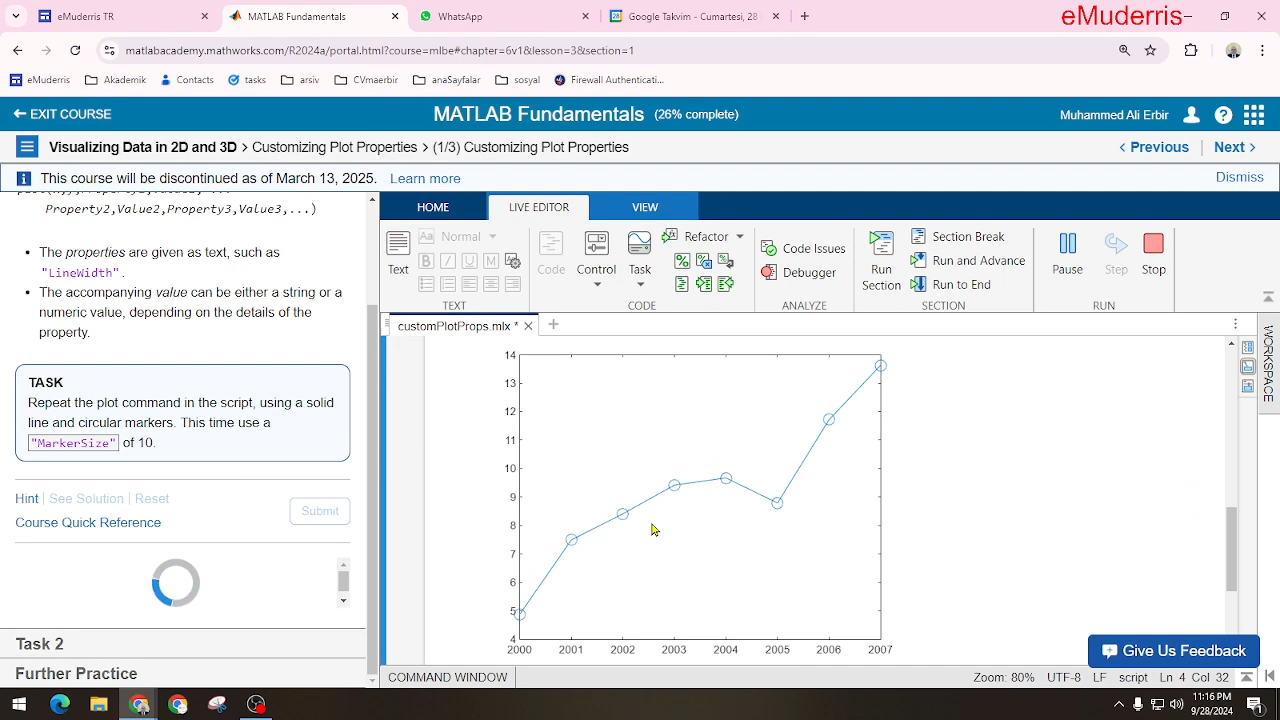 eMuderris TR
MATLAB Fundamentals
WhatsApp
Google Takvim - Cumartesi, 28
eMuderris
matlabacademy.mathworks.com/R2024a/portal.html?course=mlbe#chapter=6v1&lesson=3&section=1
eMuderris
Akademik
Contacts
tasks
arsiv
CVmaerbir
anaSayfalar
sosyal
Firewall Authenticati...
EXIT COURSE
MATLAB Fundamentals (26% complete)
Muhammed Ali Erbir
Visualizing Data in 2D and 3D > Customizing Plot Properties > (1/3) Customizing Plot Properties
< Previous | Next >
This course will be discontinued as of March 13, 2025. Learn more
Dismiss
Property2,Value2,Property3,Value3,...)
• The properties are given as text, such as
"LineWidth".
• The accompanying value can be either a string or a
numeric value, depending on the details of the
property.
TASK
Repeat the plot command in the script, using a solid
line and circular markers. This time use a
"MarkerSize" of 10.
Hint | See Solution | Reset
Submit
Course Quick Reference
Task 2
Further Practice
HOME
LIVE EDITOR
VIEW
Text
Aa Normal
B I U M
TEXT
Code
Control
Task
Refactor
CODE
Code Issues
Debugger
ANALYZE
Run
Section
Section Break
Run and Advance
Run to End
SECTION
Pause
Step
Stop
RUN
customPlotProps.mlx *
WORKSPACE
14
13
12
11
10
9
8
7
6
5
4
2000 2001 2002 2003 2004 2005 2006 2007
Give Us Feedback
COMMAND WINDOW
Zoom: 80% UTF-8 LF script Ln 4 Col 32
11:16 PM
9/28/2024